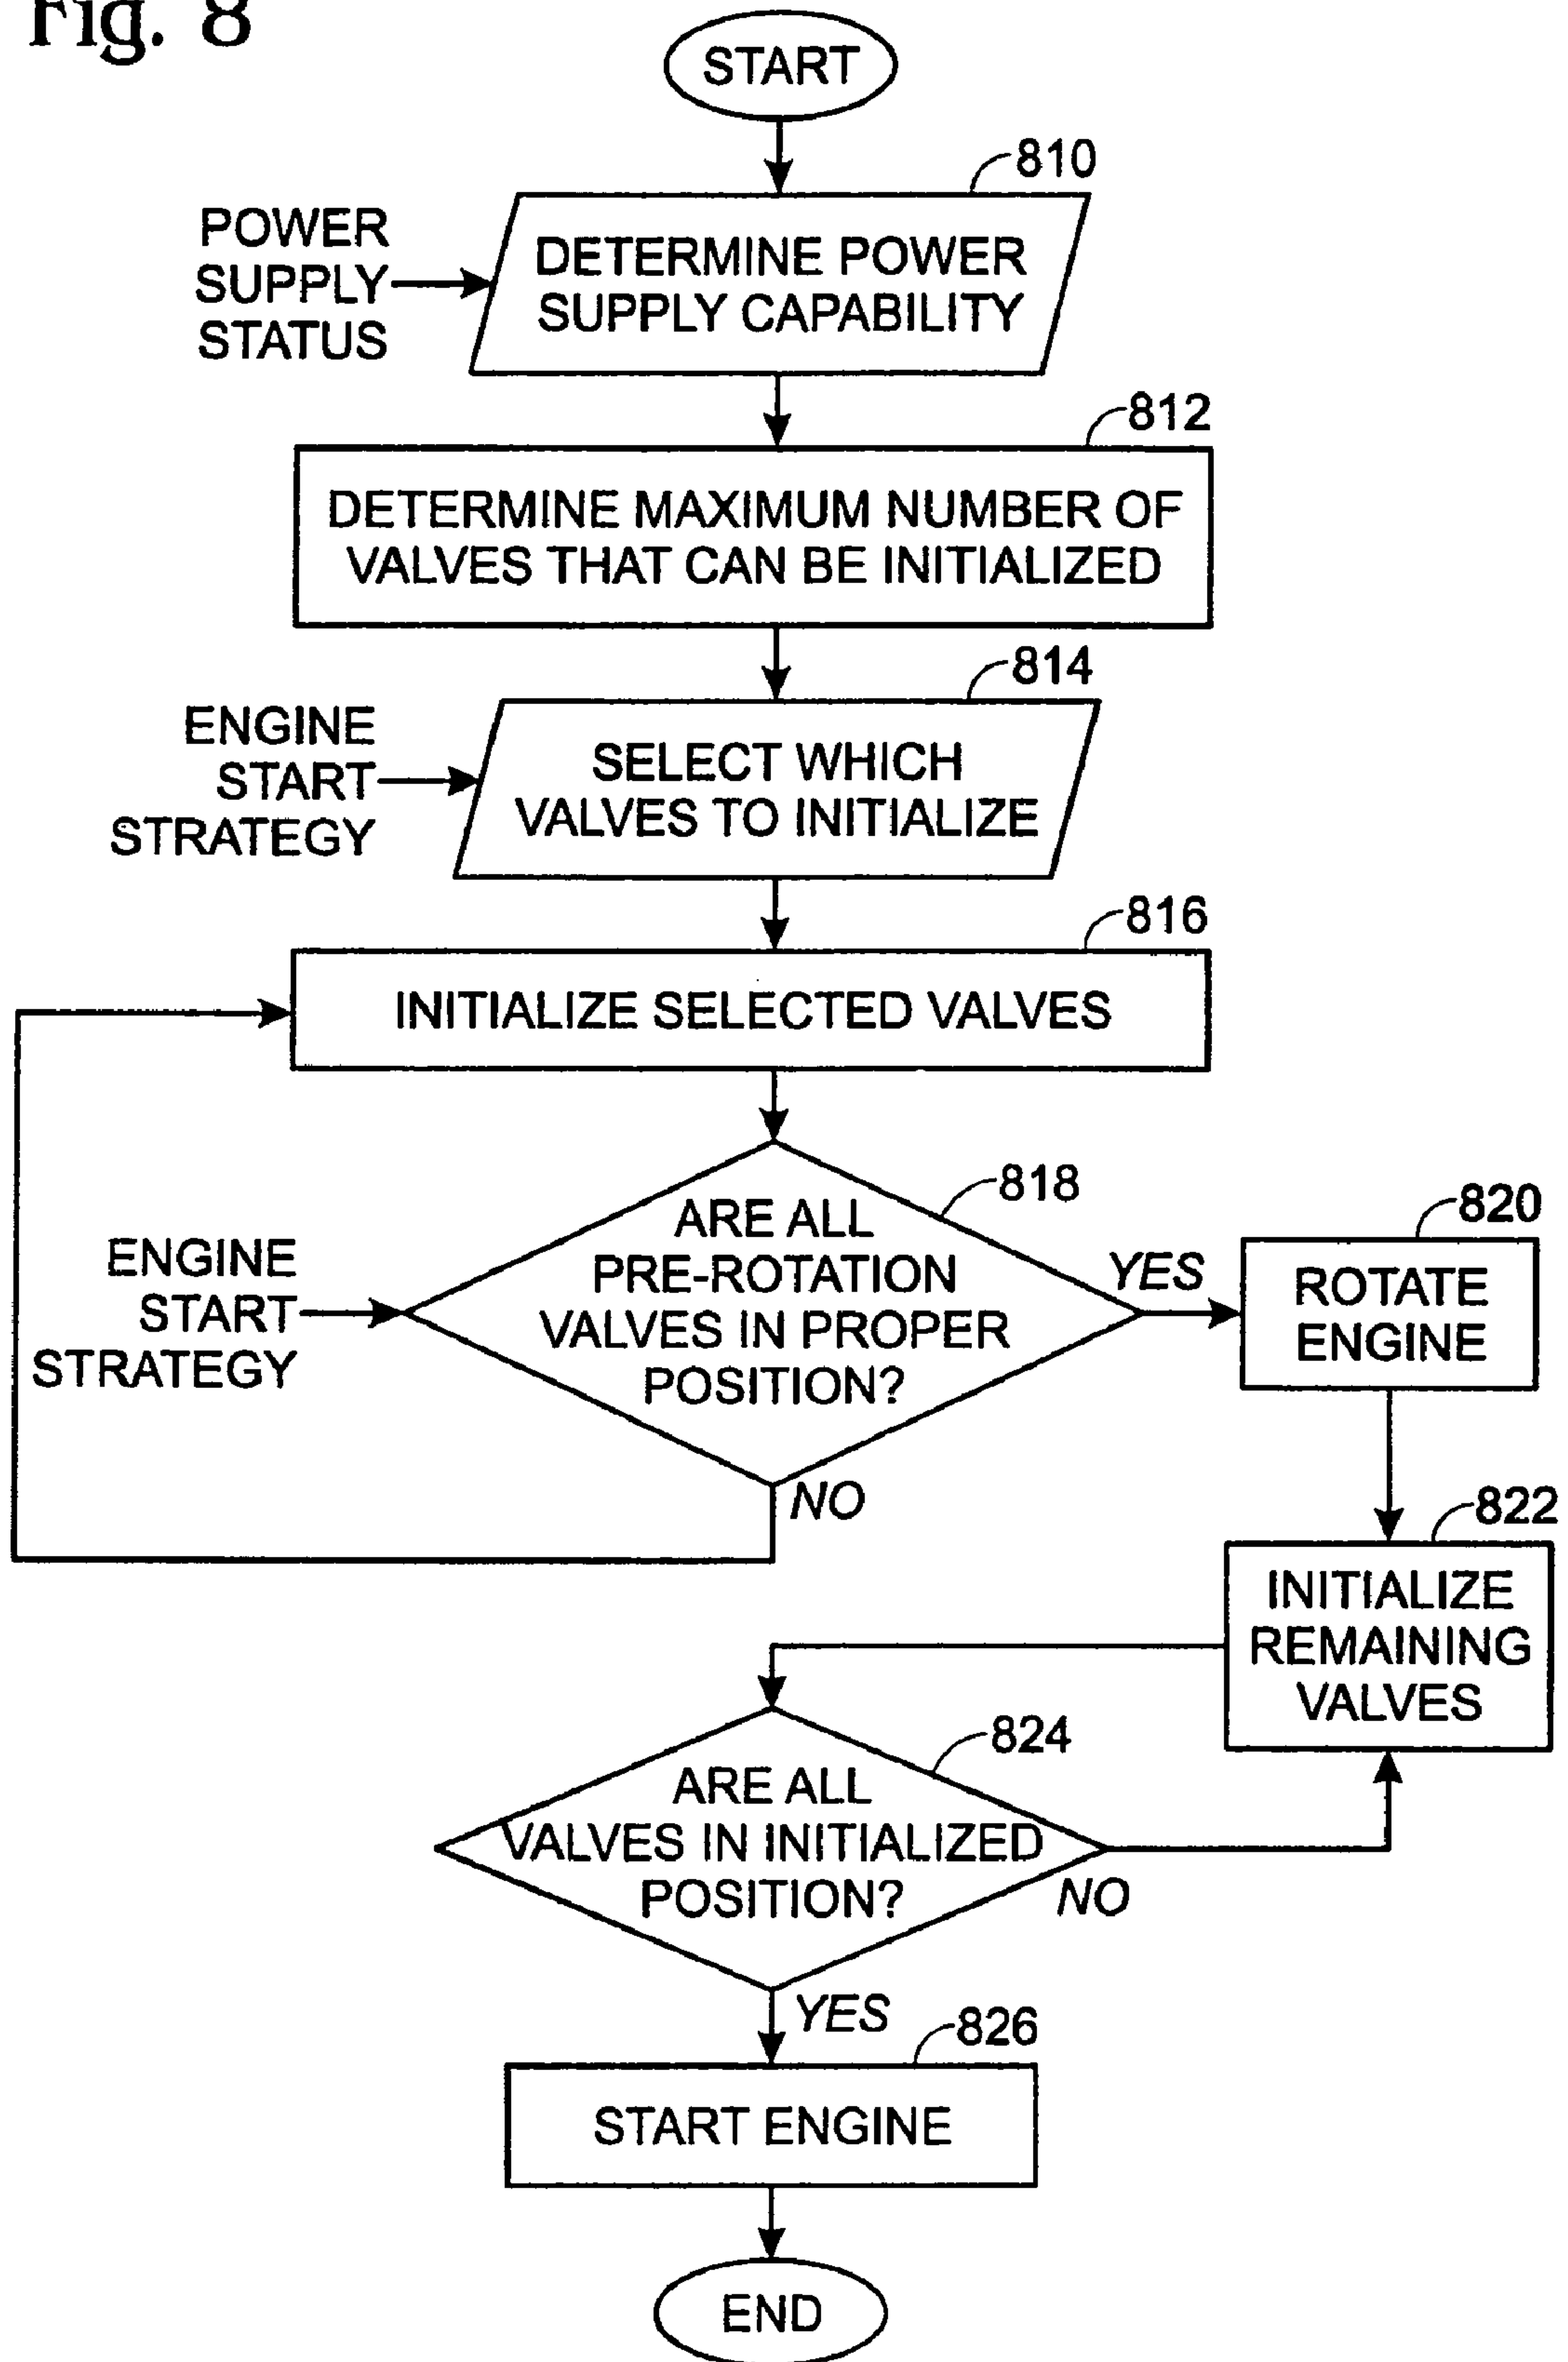 Fig. 8
START
810
POWER
SUPPLY
STATUS
DETERMINE POWER
SUPPLY CAPABILITY
812
DETERMINE MAXIMUM NUMBER OF
VALVES THAT CAN BE INITIALIZED
814
ENGINE
START
STRATEGY
SELECT WHICH
VALVES TO INITIALIZE
816
INITIALIZE SELECTED VALVES
818
ENGINE
START
STRATEGY
ARE ALL
PRE-ROTATION
VALVES IN PROPER
POSITION?
YES
820
ROTATE
ENGINE
NO
822
INITIALIZE
REMAINING
VALVES
824
ARE ALL
VALVES IN INITIALIZED
POSITION?
NO
YES
826
START ENGINE
END